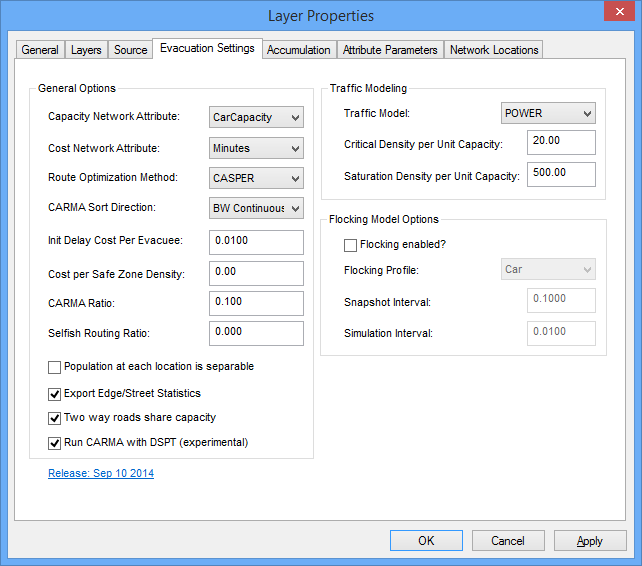 Layer Properties
General
Layers
Source
Evacuation Settings
Accumulation
Attribute Parameters
Network Locations
General Options
Capacity Network Attribute:
CarCapacity
Cost Network Attribute:
Minutes
Route Optimization Method:
CASPER
CARMA Sort Direction:
BW Continuous
Init Delay Cost Per Evacuee:
0.0100
Cost per Safe Zone Density:
0.00
CARMA Ratio:
0.100
Selfish Routing Ratio:
0.000
Population at each location is separable
Export Edge/Street Statistics
Two way roads share capacity
Run CARMA with DSPT (experimental)
Release: Sep 10 2014
Traffic Modeling
Traffic Model:
POWER
Critical Density per Unit Capacity:
20.00
Saturation Density per Unit Capacity:
500.00
Flocking Model Options
Flocking enabled?
Flocking Profile:
Car
Snapshot Interval:
0.1000
Simulation Interval:
0.0100
OK
Cancel
Apply